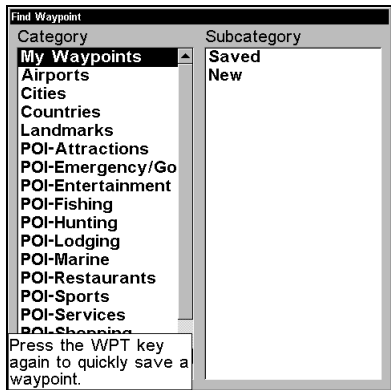 Find Waypoint
Category
My Waypoints
Airports
Cities
Countries
Landmarks
POI-Attractions
POI-Emergency/Go
POI-Entertainment
POI-Fishing
POI-Hunting
POI-Lodging
POI-Marine
POI-Restaurants
POI-Sports
POI-Services
POI-Shopping
Subcategory
Saved
New
Press the WPT key
again to quickly save a
waypoint.